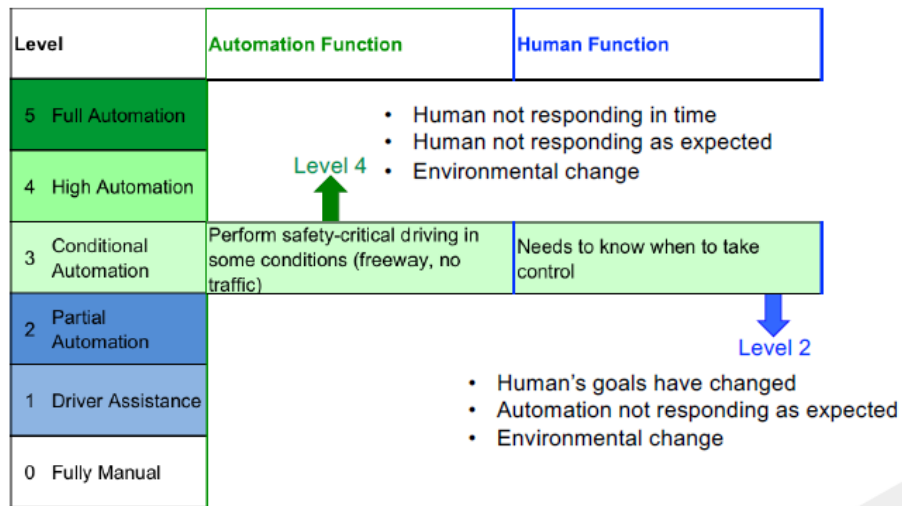 Level
Automation Function
Human Function
5 Full Automation
• Human not responding in time
• Human not responding as expected
Level 4
• Environmental change
4 High Automation
3 Conditional
Automation
Perform safety-critical driving in
some conditions (freeway, no
traffic)
Needs to know when to take
control
2 Partial
Automation
Level 2
1 Driver Assistance
• Human's goals have changed
• Automation not responding as expected
• Environmental change
0 Fully Manual